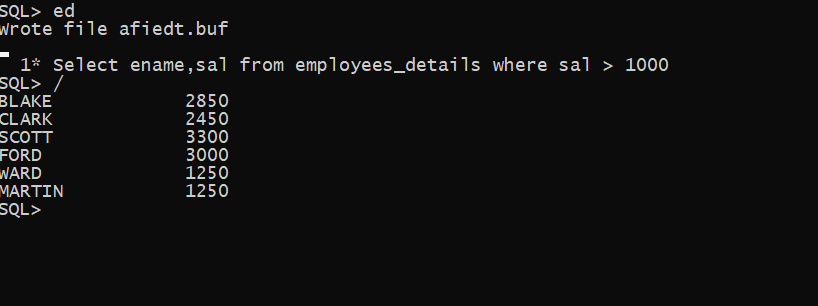 SQL> ed
Wrote file afiedt.buf
1* Select ename,sal from employees_details where sal > 1000
SQL> /
BLAKE 2850
CLARK 2450
SCOTT 3300
FORD 3000
WARD 1250
MARTIN 1250
SQL>